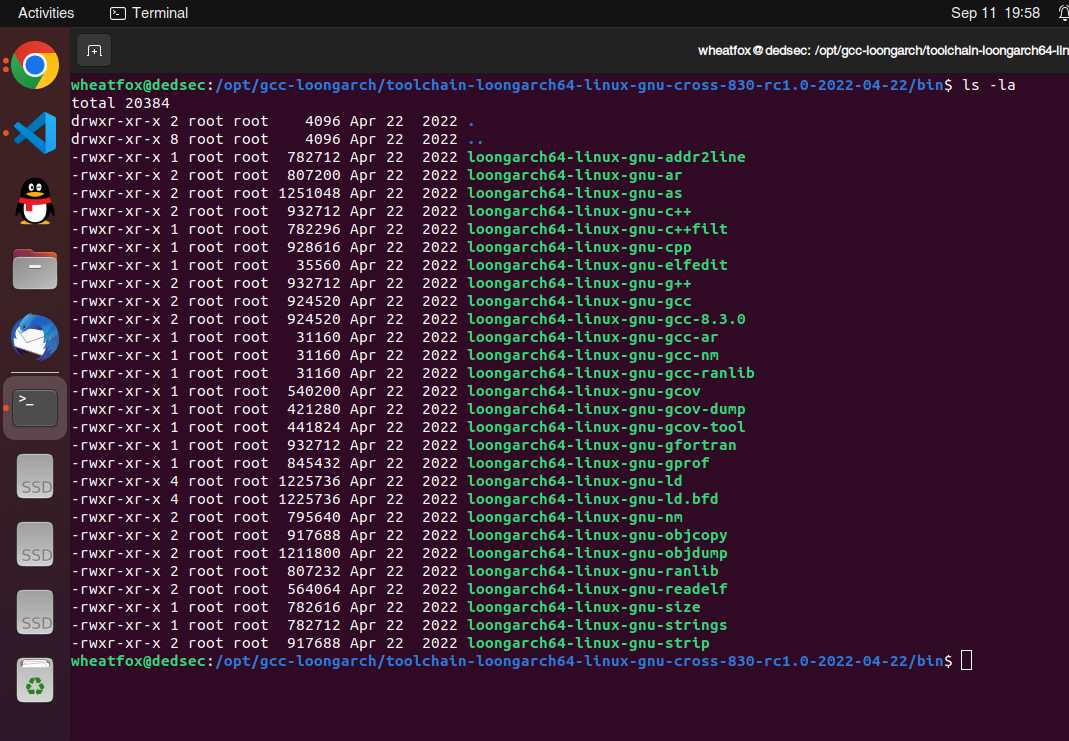 Activities Terminal Sep 11 19:58
wheatfox@dedsec: /opt/gcc-loongarch/toolchain-loongarch64-lin
wheatfox@dedsec:/opt/gcc-loongarch/toolchain-loongarch64-linux-gnu-cross-830-rc1.0-2022-04-22/bin$ ls -la
total 20384
drwxr-xr-x 2 root root    4096 Apr 22  2022 .
drwxr-xr-x 8 root root    4096 Apr 22  2022 ..
-rwxr-xr-x 1 root root  782712 Apr 22  2022 loongarch64-linux-gnu-addr2line
-rwxr-xr-x 2 root root  807200 Apr 22  2022 loongarch64-linux-gnu-ar
-rwxr-xr-x 2 root root 1251048 Apr 22  2022 loongarch64-linux-gnu-as
-rwxr-xr-x 2 root root  932712 Apr 22  2022 loongarch64-linux-gnu-c++
-rwxr-xr-x 1 root root  782296 Apr 22  2022 loongarch64-linux-gnu-c++filt
-rwxr-xr-x 1 root root  928616 Apr 22  2022 loongarch64-linux-gnu-cpp
-rwxr-xr-x 1 root root   35560 Apr 22  2022 loongarch64-linux-gnu-elfedit
-rwxr-xr-x 2 root root  932712 Apr 22  2022 loongarch64-linux-gnu-g++
-rwxr-xr-x 2 root root  924520 Apr 22  2022 loongarch64-linux-gnu-gcc
-rwxr-xr-x 2 root root  924520 Apr 22  2022 loongarch64-linux-gnu-gcc-8.3.0
-rwxr-xr-x 1 root root   31160 Apr 22  2022 loongarch64-linux-gnu-gcc-ar
-rwxr-xr-x 1 root root   31160 Apr 22  2022 loongarch64-linux-gnu-gcc-nm
-rwxr-xr-x 1 root root   31160 Apr 22  2022 loongarch64-linux-gnu-gcc-ranlib
-rwxr-xr-x 1 root root  540200 Apr 22  2022 loongarch64-linux-gnu-gcov
-rwxr-xr-x 1 root root  421280 Apr 22  2022 loongarch64-linux-gnu-gcov-dump
-rwxr-xr-x 1 root root  441824 Apr 22  2022 loongarch64-linux-gnu-gcov-tool
-rwxr-xr-x 1 root root  932712 Apr 22  2022 loongarch64-linux-gnu-gfortran
-rwxr-xr-x 1 root root  845432 Apr 22  2022 loongarch64-linux-gnu-gprof
-rwxr-xr-x 4 root root 1225736 Apr 22  2022 loongarch64-linux-gnu-ld
-rwxr-xr-x 4 root root 1225736 Apr 22  2022 loongarch64-linux-gnu-ld.bfd
-rwxr-xr-x 2 root root  795640 Apr 22  2022 loongarch64-linux-gnu-nm
-rwxr-xr-x 2 root root  917688 Apr 22  2022 loongarch64-linux-gnu-objcopy
-rwxr-xr-x 2 root root 1211800 Apr 22  2022 loongarch64-linux-gnu-objdump
-rwxr-xr-x 2 root root  807232 Apr 22  2022 loongarch64-linux-gnu-ranlib
-rwxr-xr-x 2 root root  564064 Apr 22  2022 loongarch64-linux-gnu-readelf
-rwxr-xr-x 1 root root  782616 Apr 22  2022 loongarch64-linux-gnu-size
-rwxr-xr-x 1 root root  782712 Apr 22  2022 loongarch64-linux-gnu-strings
-rwxr-xr-x 2 root root  917688 Apr 22  2022 loongarch64-linux-gnu-strip
wheatfox@dedsec:/opt/gcc-loongarch/toolchain-loongarch64-linux-gnu-cross-830-rc1.0-2022-04-22/bin$
SSD
SSD
SSD